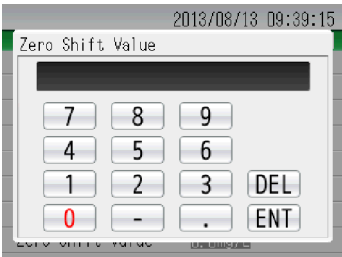 2013/08/13 09:39:15
Zero Shift Value
7 8 9
4 5 6
1 2 3 DEL
0 - . ENT
Zero Shift Value